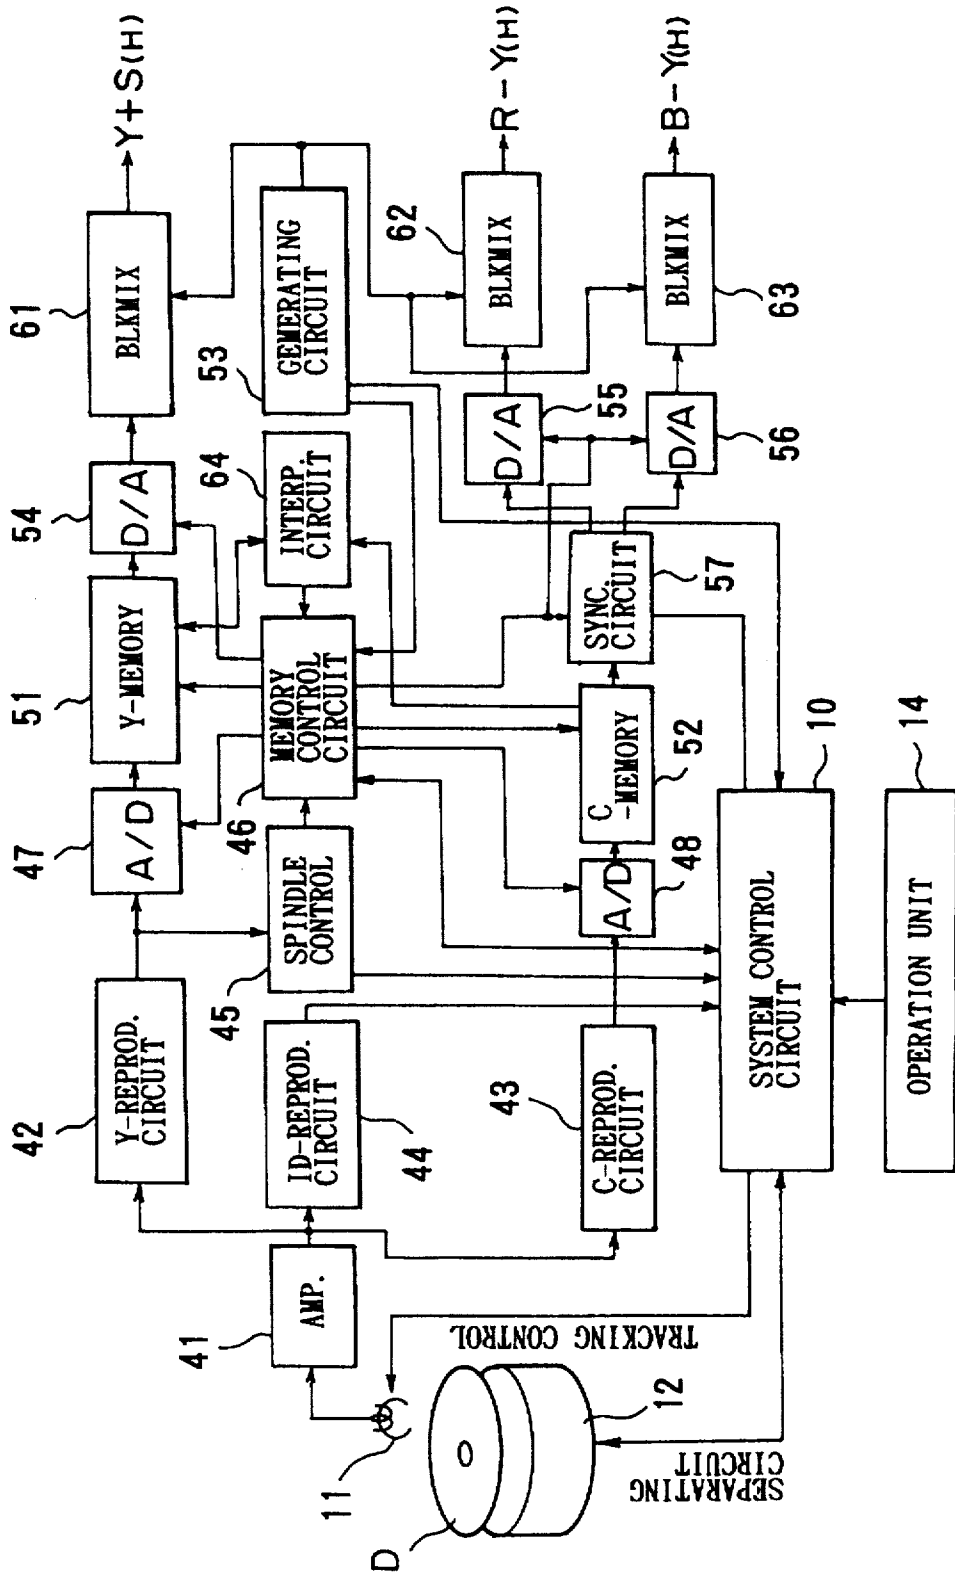 Y+S(H)
R-Y(H)
B-Y(H)
61
BLKMIX
GEMERATING
CIRCUIT
53
62
BLKMIX
BLKMIX
63
54
D/A
64
INTERP.
CIRCUIT
D/A
55
D/A
56
51
Y-MEMORY
MEMORY
CONTROL
CIRCUIT
46
SYNC.
CIRCUIT
57
47
A/D
C
-MEMORY
52
A/D
48
SPINDLE
CONTROL
45
42
Y-REPROD.
CIRCUIT
ID-REPROD.
CIRCUIT
44
43
C-REPROD.
CIRCUIT
SYSTEM CONTROL
CIRCUIT
10
OPERATION UNIT
14
41
AMP.
11
TRACKING CONTROL
12
D
SEPARATING
CIRCUIT